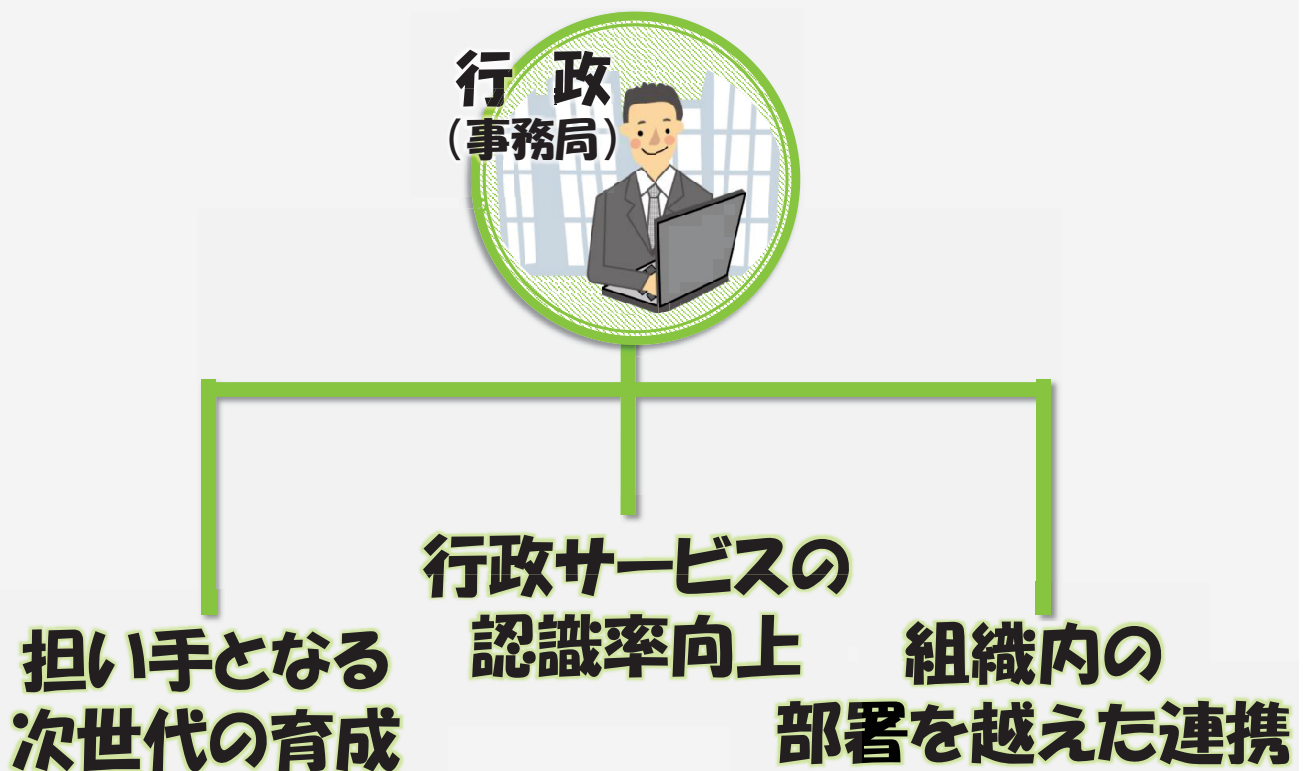 行　政
（事務局）
担い手となる
次世代の育成
行政サービスの
認識率向上
組織内の
部署を越えた連携